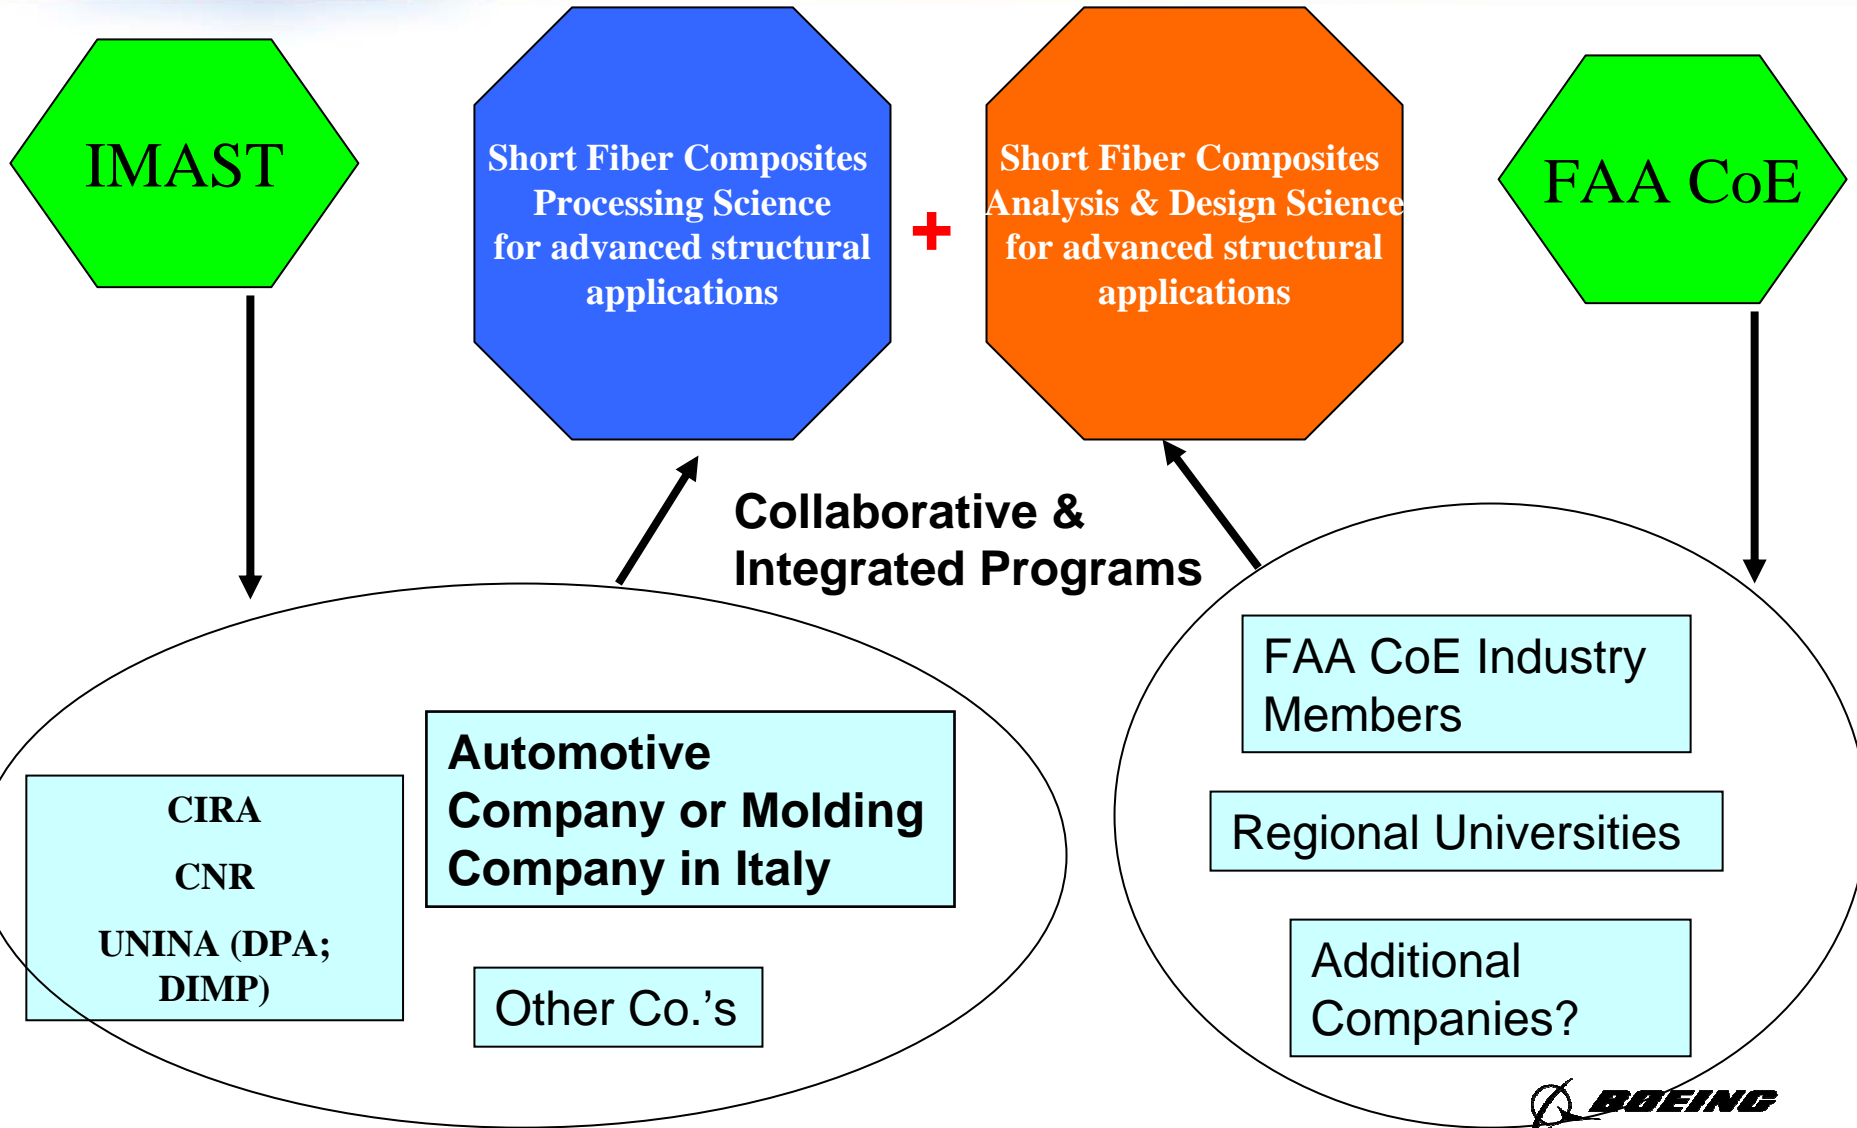 IMAST
Short Fiber Composites
Processing Science
for advanced structural
applications
+
Short Fiber Composites
Analysis & Design Science
for advanced structural
applications
FAA CoE
Collaborative &
Integrated Programs
CIRA
CNR
UNINA (DPA;
DIMP)
Automotive
Company or Molding
Company in Italy
Other Co.’s
FAA CoE Industry
Members
Regional Universities
Additional
Companies?
BOEING